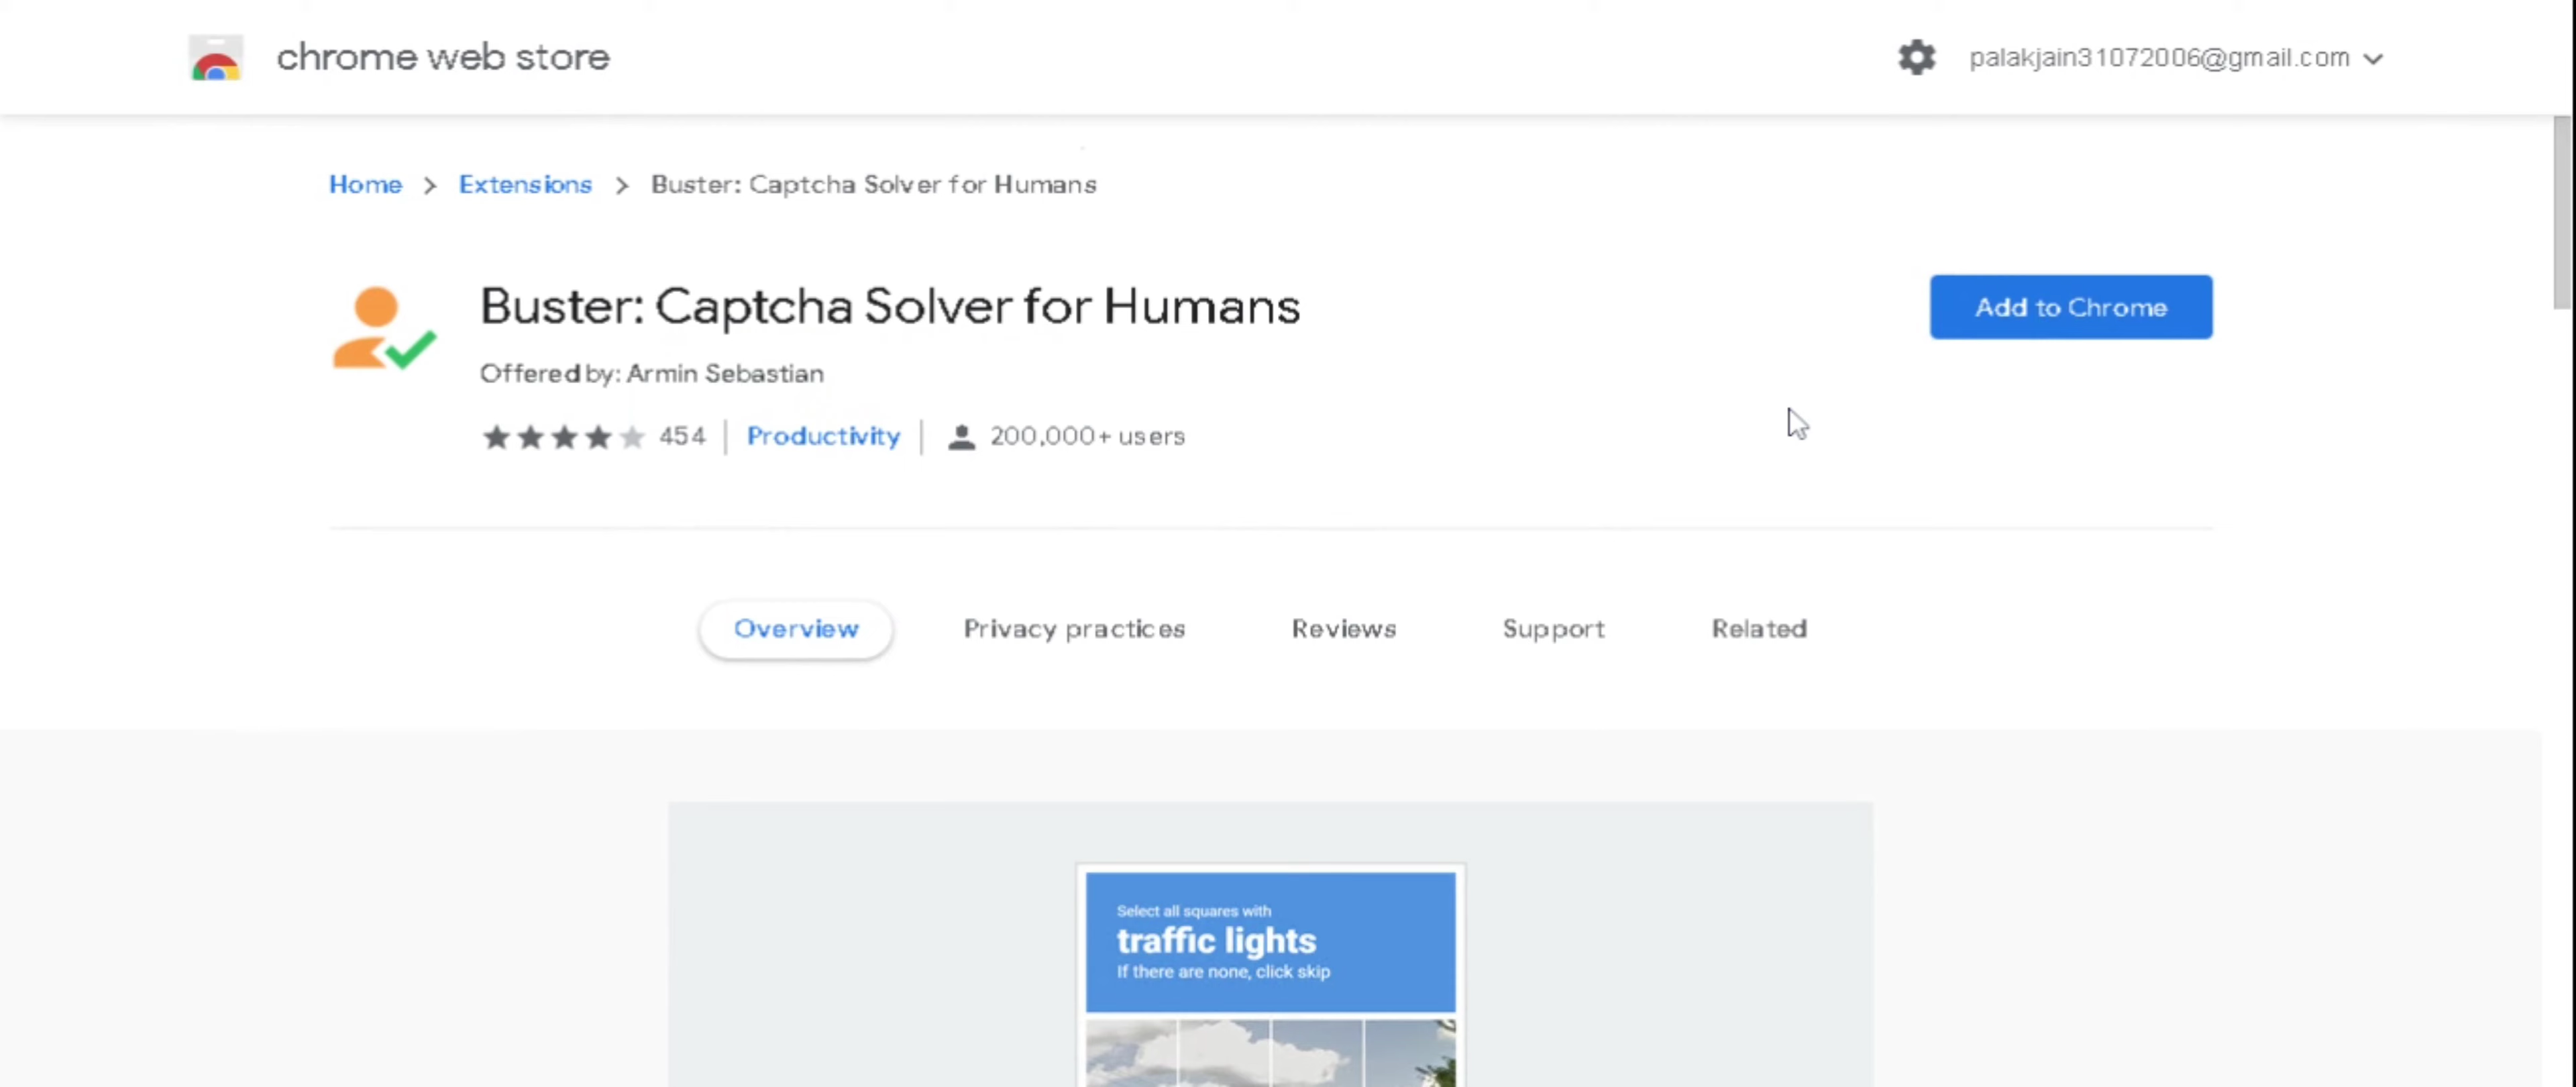 chrome web store
palakjain31072006@gmail.com
Home > Extensions > Buster: Captcha Solver for Humans
Buster: Captcha Solver for Humans
Add to Chrome
Offered by: Armin Sebastian
454 | Productivity | 200,000+ users
Overview Privacy practices Reviews Support Related
Select all squares with
traffic lights
If there are none, click skip